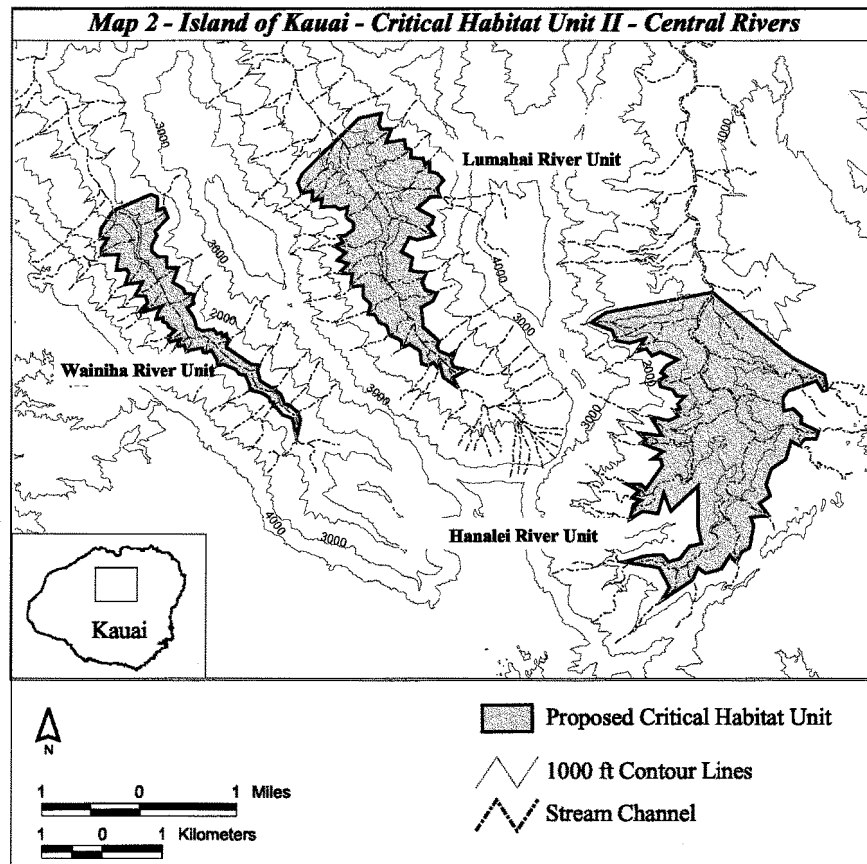 Map 2 - Island of Kauai - Critical Habitat Unit II - Central Rivers
3000
1000
Lumahai River Unit
3000
4000
2000
3000
Wainiha River Unit
2000
3000
3000
Hanalei River Unit
4000
3000
Kauai
N
1 0 1 Miles
1 0 1 Kilometers
Proposed Critical Habitat Unit
1000 ft Contour Lines
Stream Channel